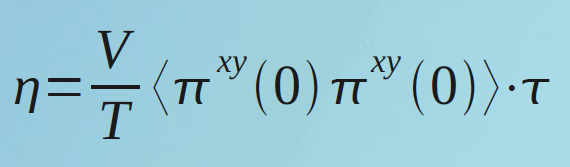 η = V/T ⟨π^{xy}(0) π^{xy}(0)⟩ · τ